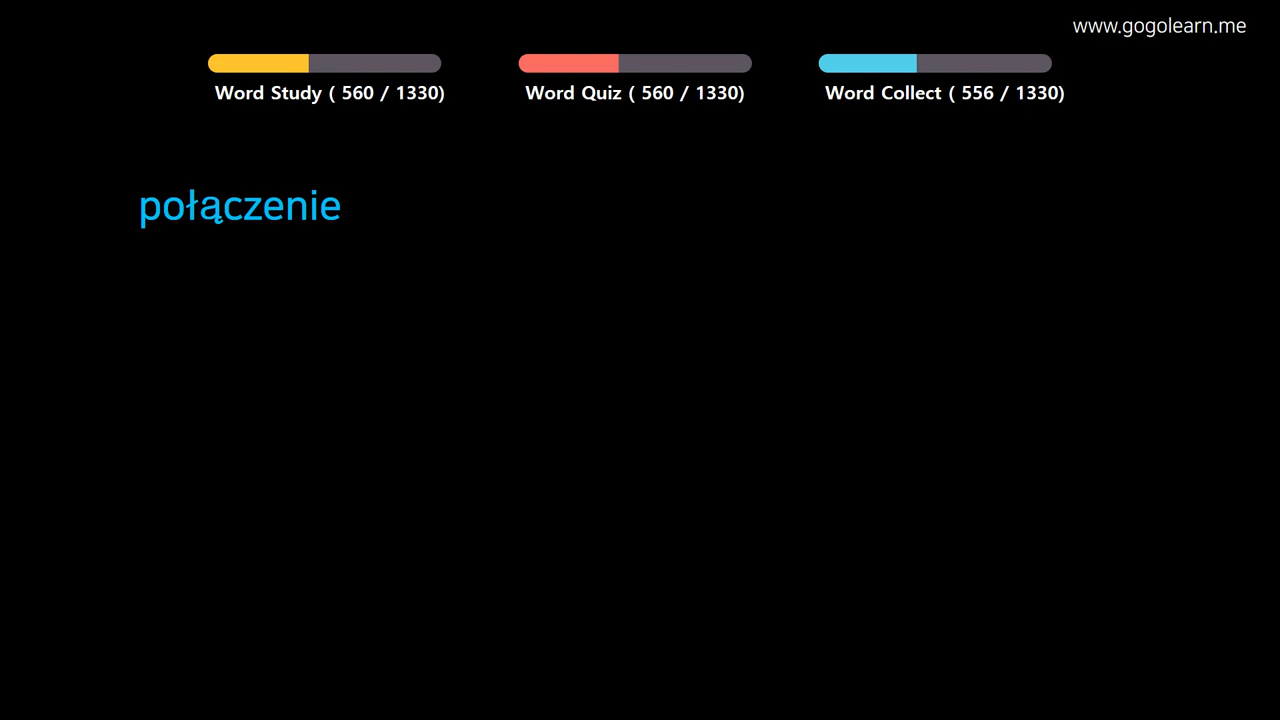 www.gogolearn.me
Word Study ( 560 / 1330)
Word Quiz ( 560 / 1330)
Word Collect ( 556 / 1330)
połączenie